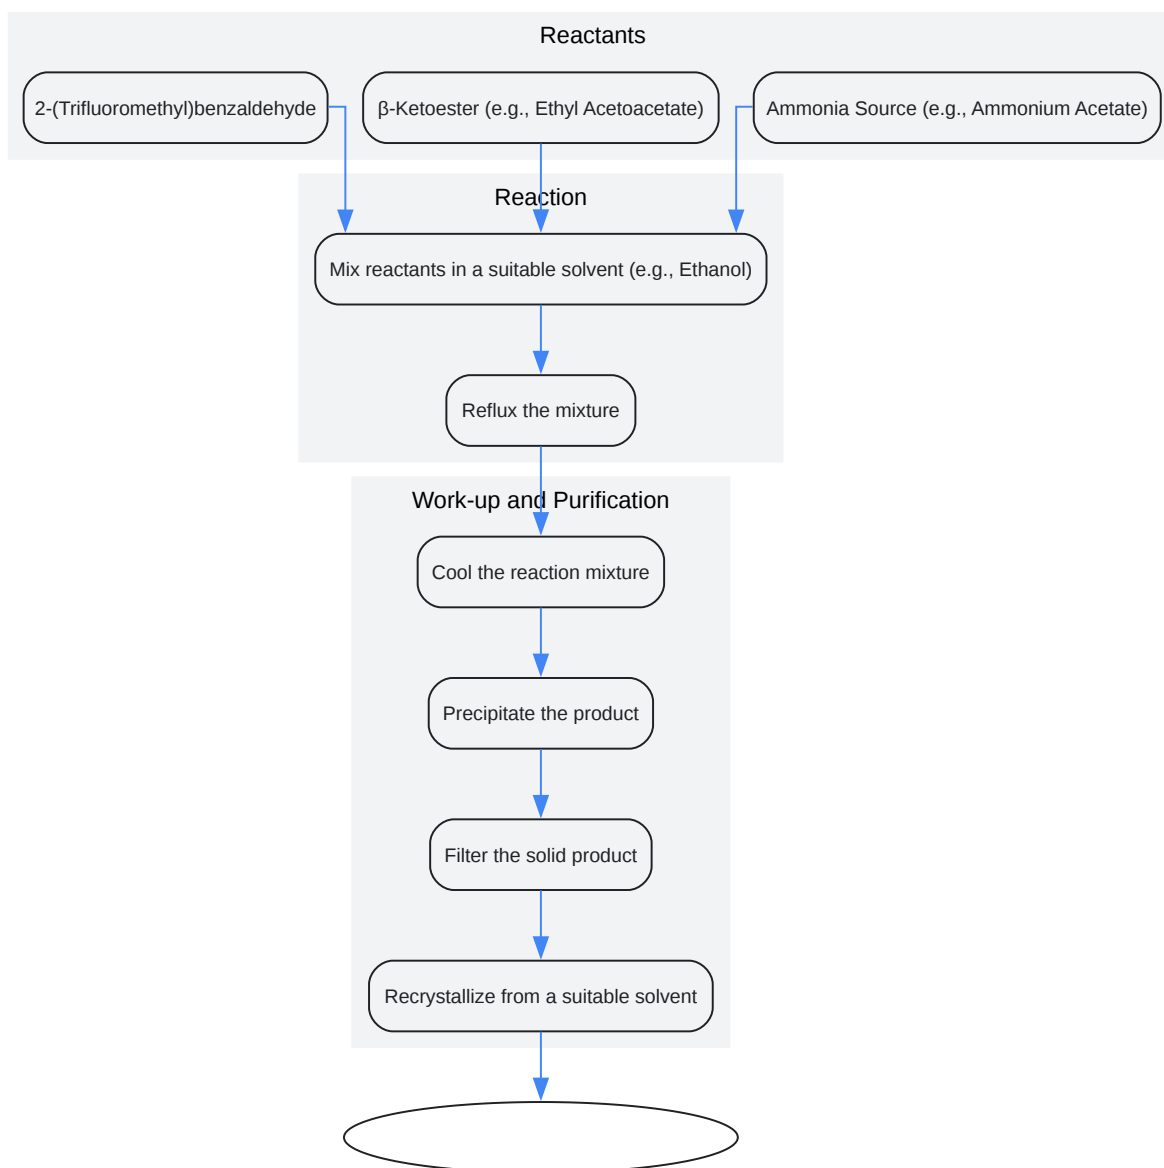 Reactants
2-(Trifluoromethyl)benzaldehyde
β-Ketoester (e.g., Ethyl Acetoacetate)
Ammonia Source (e.g., Ammonium Acetate)
Reaction
Mix reactants in a suitable solvent (e.g., Ethanol)
Reflux the mixture
Work-up and Purification
Cool the reaction mixture
Precipitate the product
Filter the solid product
Recrystallize from a suitable solvent